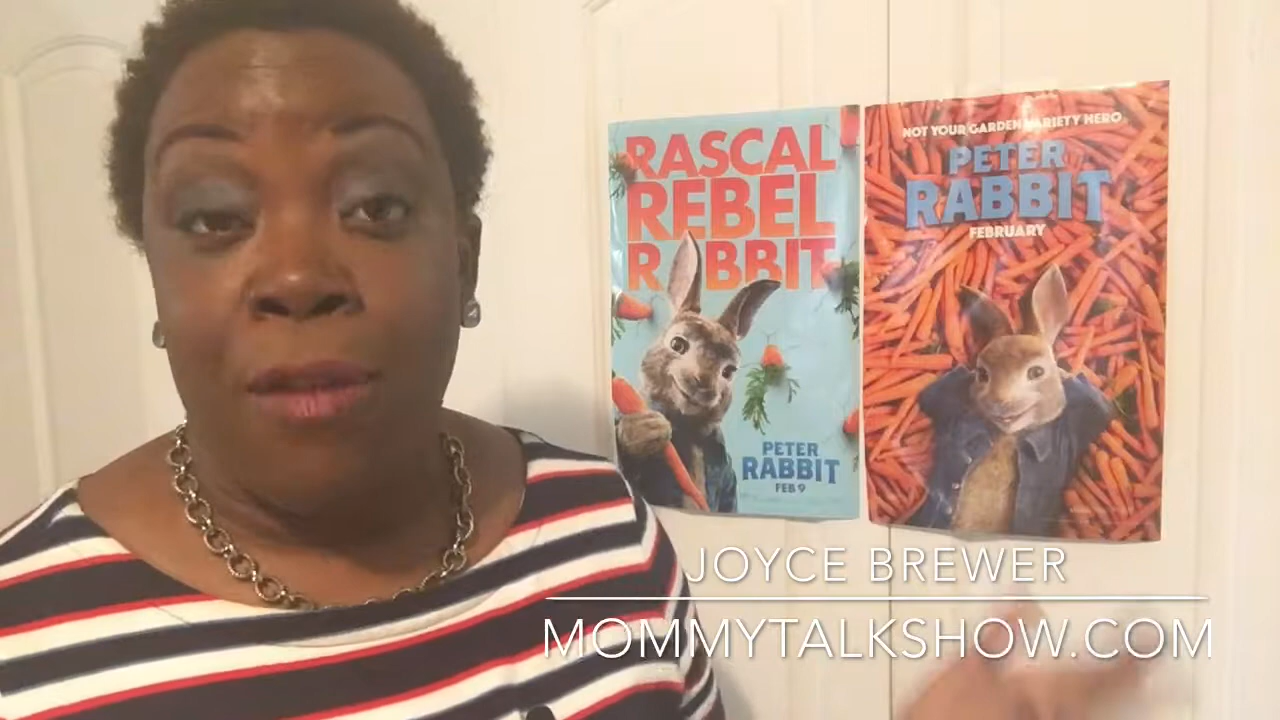 RASCAL
REBEL
RABBIT
PETER
RABBIT
FEB 9
NOT YOUR GARDEN VARIETY HERO
PETER
RABBIT
FEBRUARY
JOYCE BREWER
MOMMYTALKSHOW.COM